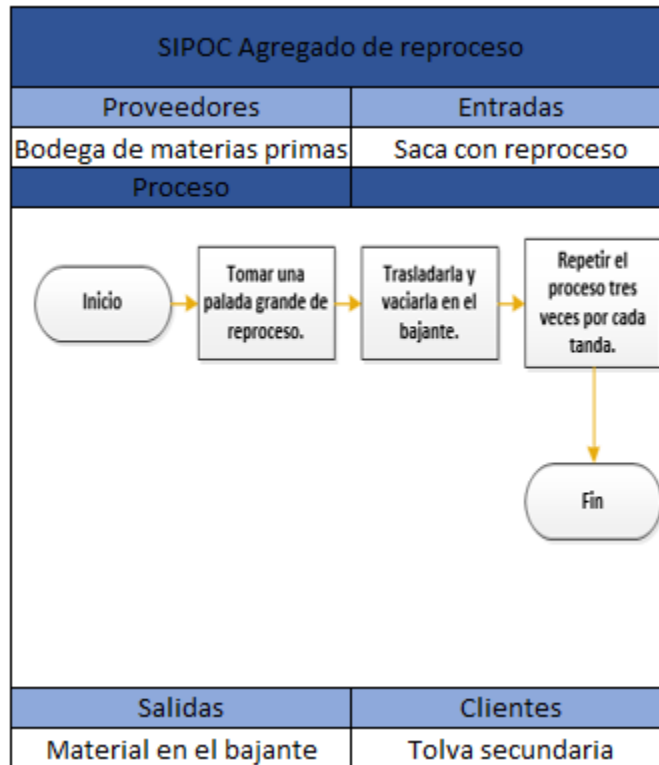 SIPOC Agregado de reproceso
Proveedores
Entradas
Bodega de materias primas
Saca con reproceso
Proceso
Inicio
Tomar una
palada grande de
reproceso.
Trasladarla y
vaciarla en el
bajante.
Repetir el
proceso tres
veces por cada
tanda.
Fin
Salidas
Clientes
Material en el bajante
Tolva secundaria